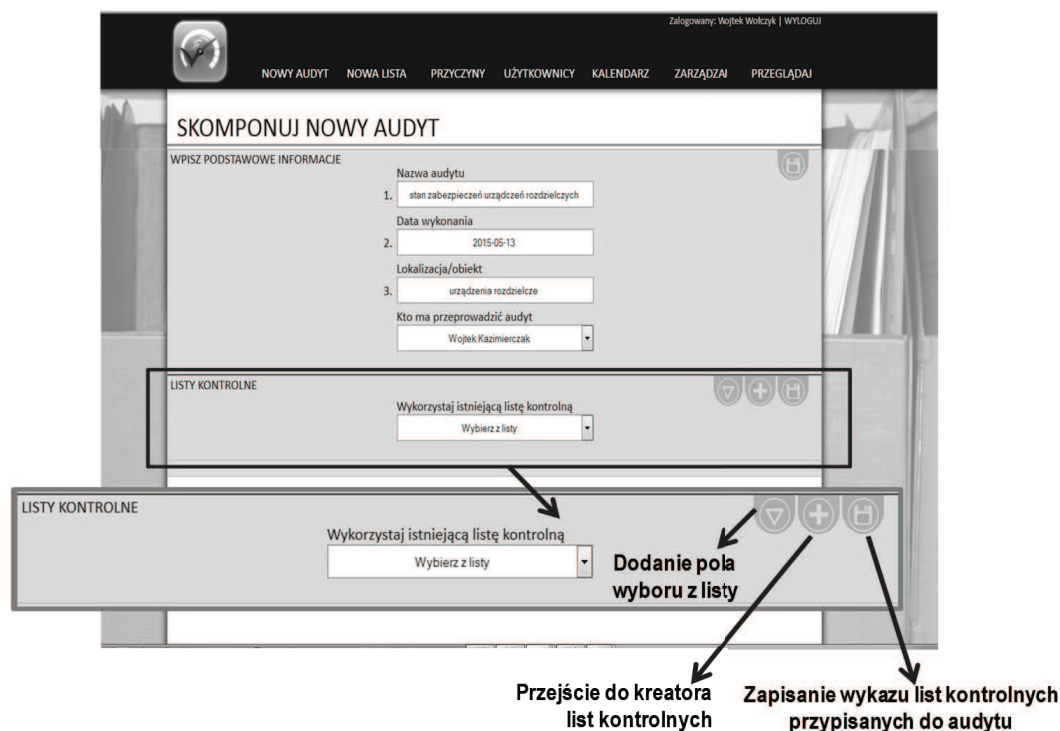 Zalogowany: Wojtek Wołczyk | WYLOGUJ
NOWY AUDYT NOWA LISTA PRZYCZYNY UŻYTKOWNICY KALENDARZ ZARZĄDZAJ PRZEGLĄDAJ
SKOMPONUJ NOWY AUDYT
WPISZ PODSTAWOWE INFORMACJE
Nazwa audytu
1. stan zabezpieczeń urządczeń rozdzielczych
Data wykonania
2. 2015-05-13
Lokalizacja/obiekt
3. urządzenia rozdzielcze
Kto ma przeprowadzić audyt
Wojtek Kazimierczak
LISTY KONTROLNE
Wykorzystaj istniejącą listę kontrolną
Wybierz z listy
LISTY KONTROLNE
Wykorzystaj istniejącą listę kontrolną
Wybierz z listy
Dodanie pola
wyboru z listy
Przejście do kreatora
list kontrolnych
Zapisanie wykazu list kontrolnych
przypisanych do audytu